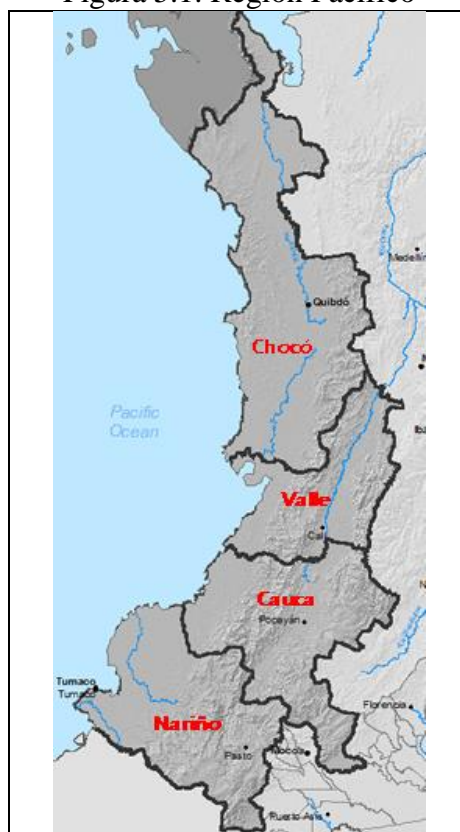 Figura 3.1. Región Pacífico
Medellín
Quibdó
Chocó
Pacific
Ocean
Valle
Cali
Cauca
Popayán
Tumaco
Tumaco
Nariño
Florencia
Pasto
Mocoa
Puerto Asís